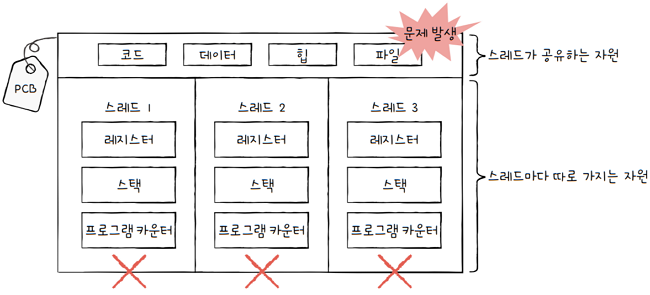 문제 발생
코드 데이터 힙 파일
스레드가 공유하는 자원
PCB
스레드 1 스레드 2 스레드 3
레지스터 레지스터 레지스터
스택 스택 스택
스레드마다 따로 가지는 자원
프로그램 카운터 프로그램 카운터 프로그램 카운터